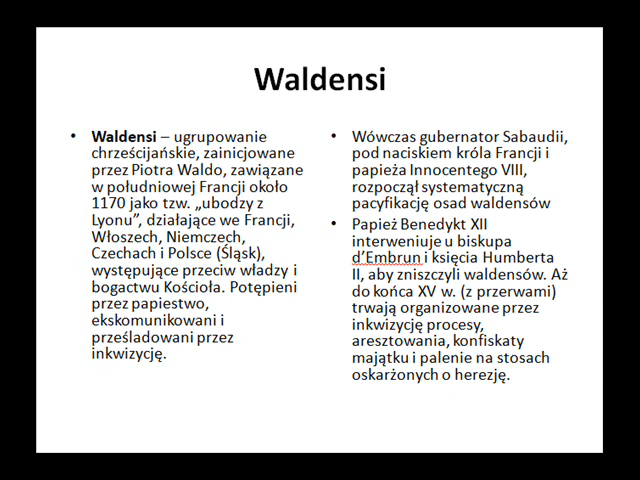 Waldensi
• Waldensi – ugrupowanie
chrześcijańskie, zainicjowane
przez Piotra Waldo, zawiązane
w południowej Francji około
1170 jako tzw. „ubodzy z
Lyonu”, działające we Francji,
Włoszech, Niemczech,
Czechach i Polsce (Śląsk),
występujące przeciw władzy i
bogactwu Kościoła. Potępieni
przez papiestwo,
ekskomunikowani i
prześladowani przez
inkwizycję.
• Wówczas gubernator Sabaudii,
pod naciskiem króla Francji i
papieża Innocentego VIII,
rozpoczął systematyczną
pacyfikację osad waldensów
• Papież Benedykt XII
interweniuje u biskupa
d’Embrun i księcia Humberta
II, aby zniszczyli waldensów. Aż
do końca XV w. (z przerwami)
trwają organizowane przez
inkwizycję procesy,
aresztowania, konfiskaty
majątku i palenie na stosach
oskarżonych o herezję.